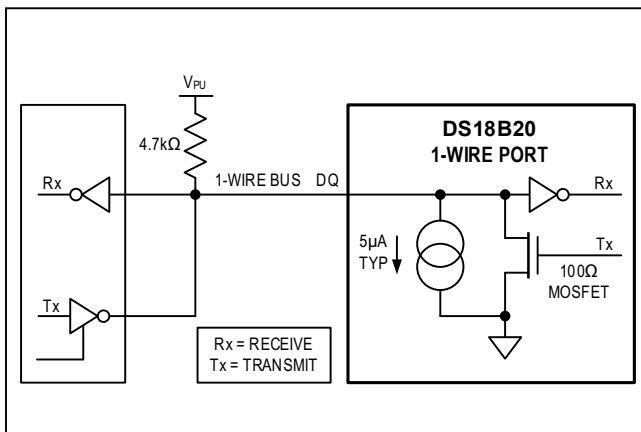 VPU
4.7kΩ
Rx
1-WIRE BUS DQ
Tx
Rx = RECEIVE
Tx = TRANSMIT
DS18B20
1-WIRE PORT
5µA
TYP
Rx
Tx
100Ω
MOSFET